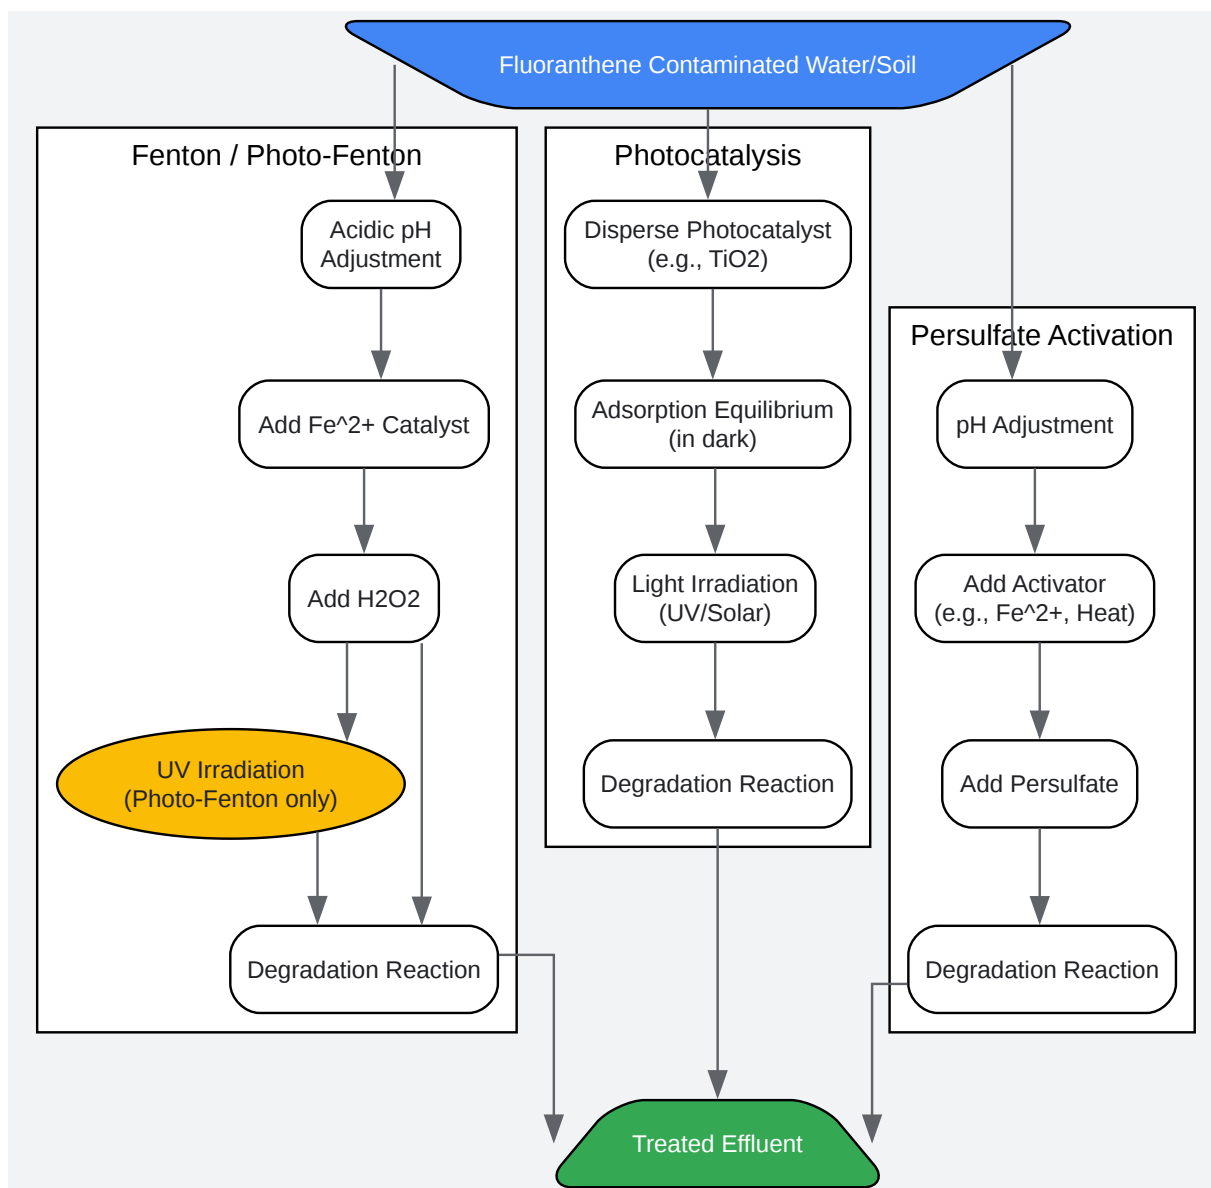 Fluoranthene Contaminated Water/Soil
Fenton / Photo-Fenton
Acidic pH
Adjustment
Add Fe^2+ Catalyst
Add H2O2
UV Irradiation
(Photo-Fenton only)
Degradation Reaction
Photocatalysis
Disperse Photocatalyst
(e.g., TiO2)
Adsorption Equilibrium
(in dark)
Light Irradiation
(UV/Solar)
Degradation Reaction
Persulfate Activation
pH Adjustment
Add Activator
(e.g., Fe^2+, Heat)
Add Persulfate
Degradation Reaction
Treated Effluent